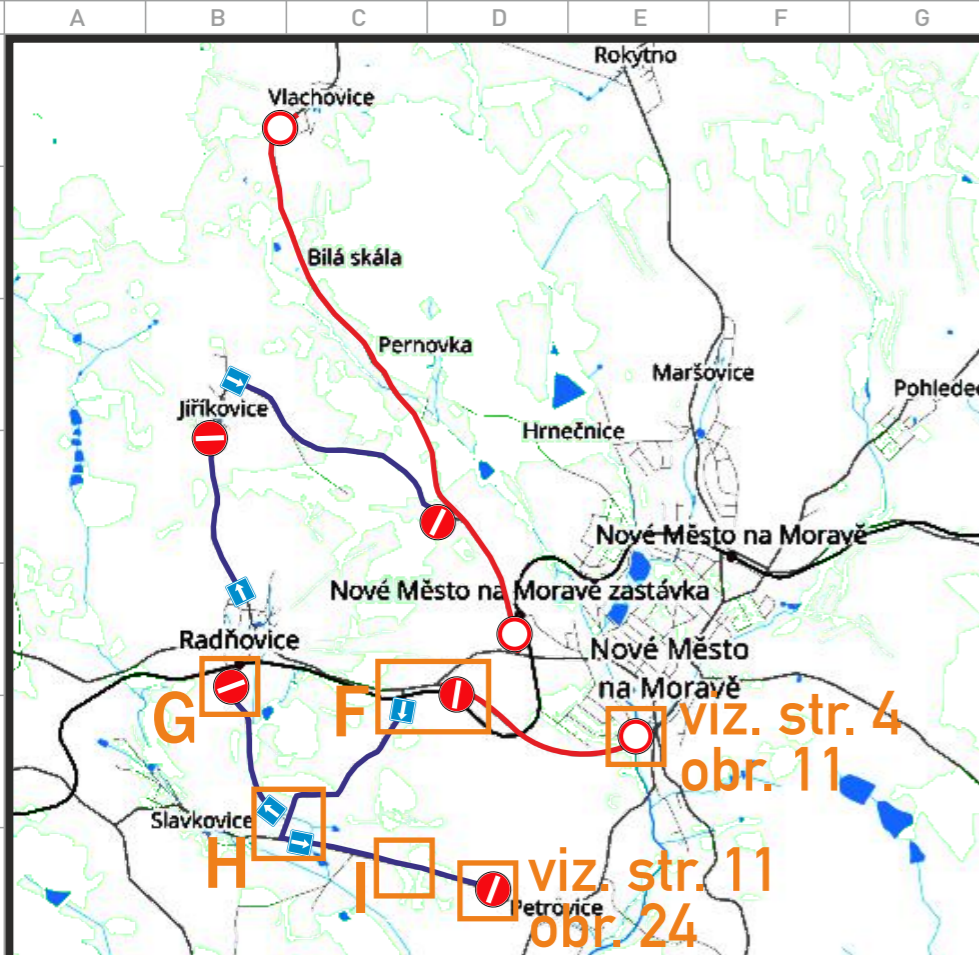 A B C D E F G
Rokytno
Vlachovice
Bílá skála
Pernovka
Maršovice
Jiříkovice
Hrnečnice
Nové Město na Moravě
Nové Město na Moravě zastávka
Radňovice
Nové Město
na Moravě
G
F
viz. str. 4
obr. 11
Slavkovice
H
I
viz. str. 11
Petrovice
obr. 24